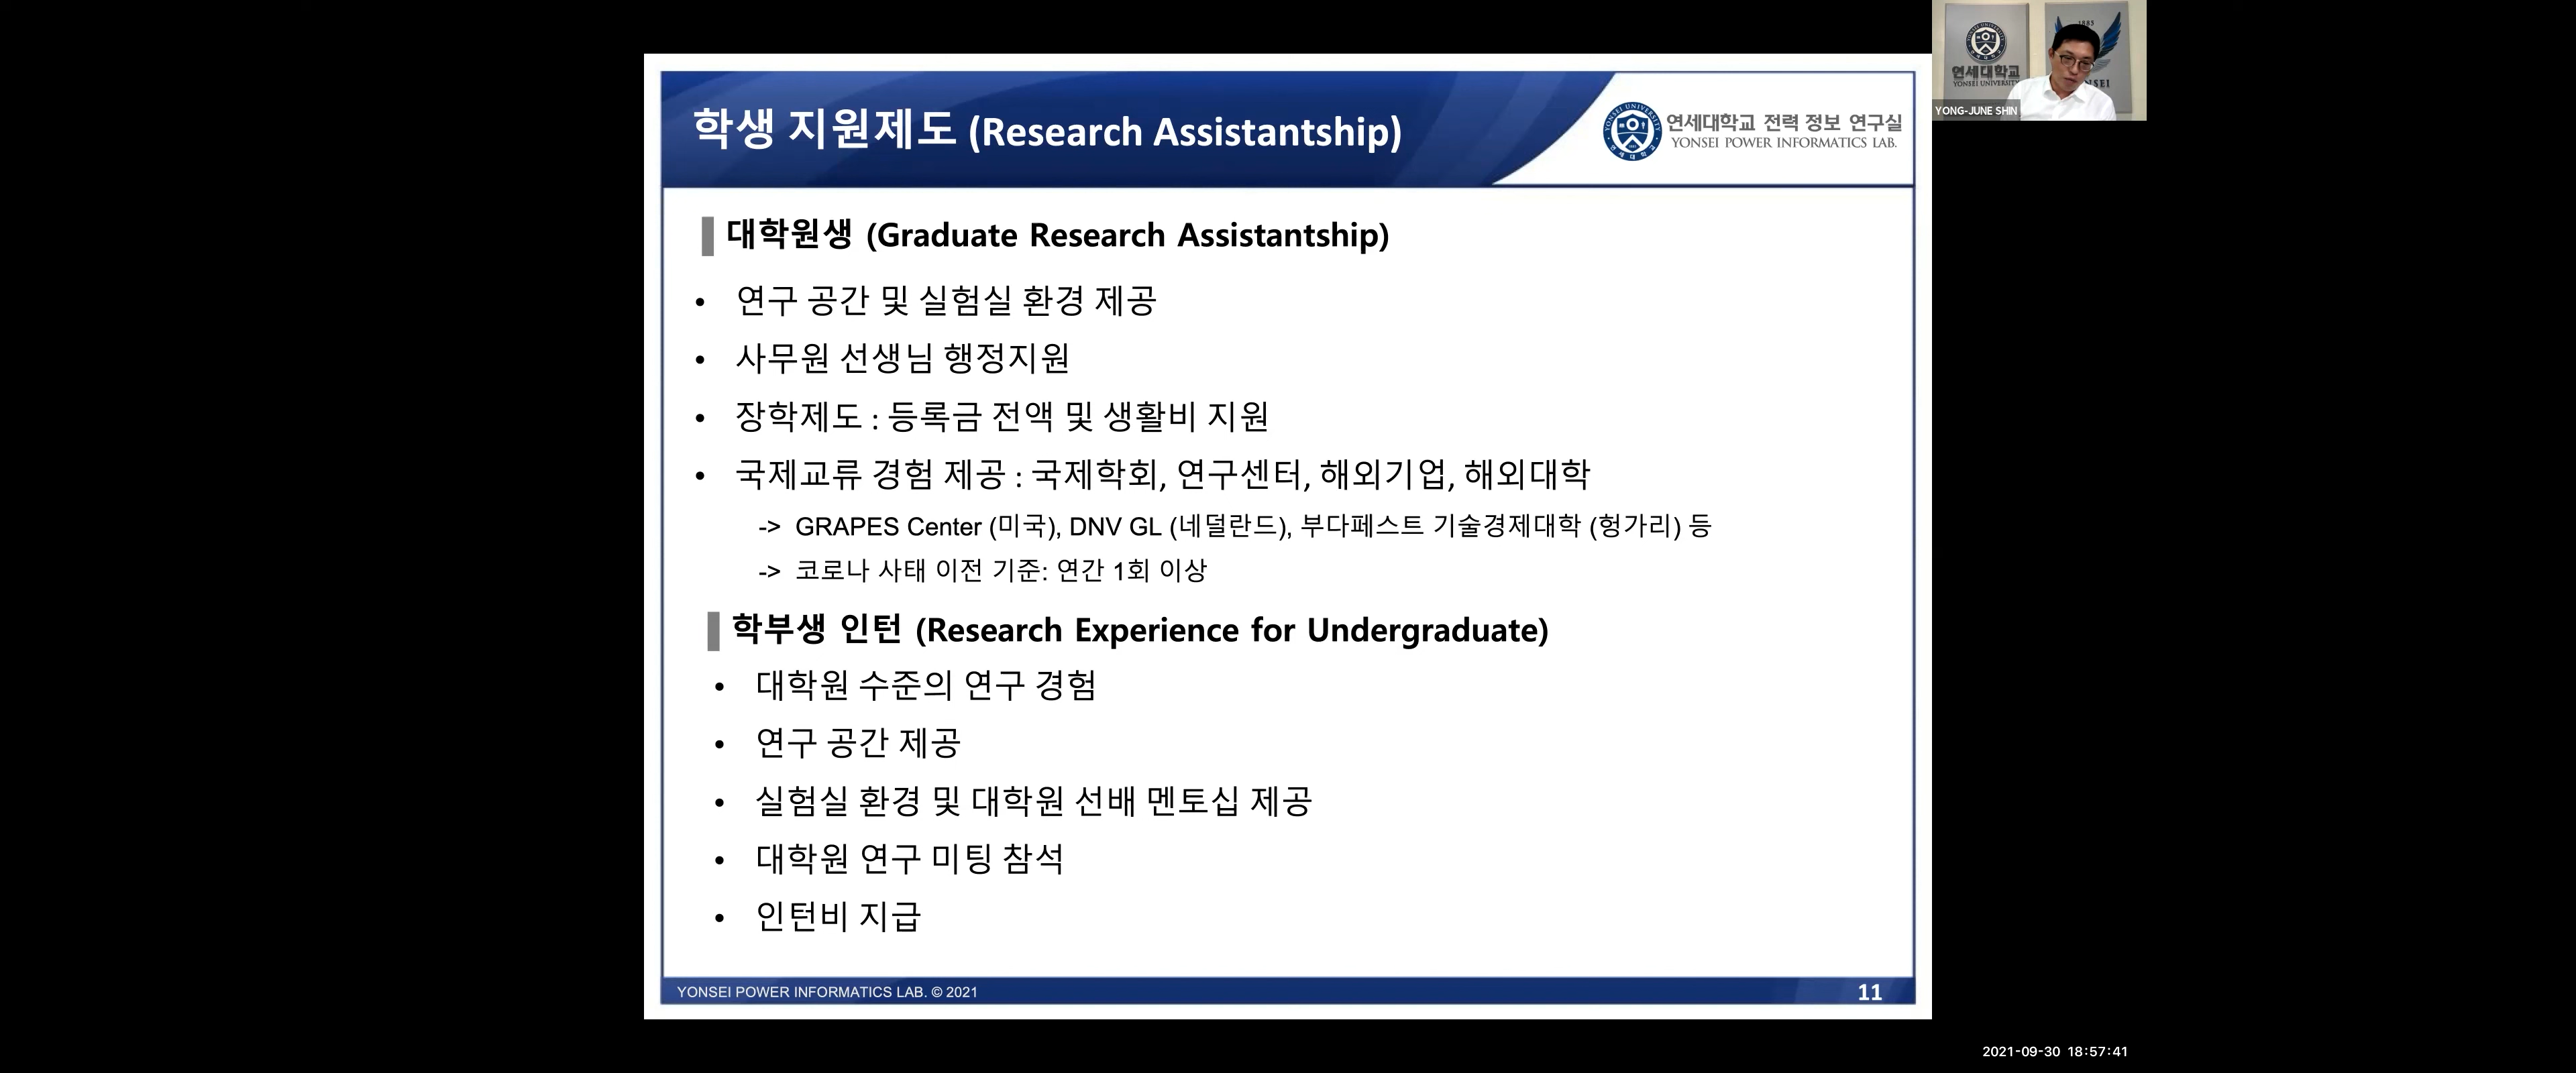 학생 지원제도 (Research Assistantship)
연세대학교 전력 정보 연구실
YONSEI POWER INFORMATICS LAB.
대학원생 (Graduate Research Assistantship)
• 연구 공간 및 실험실 환경 제공
• 사무원 선생님 행정지원
• 장학제도 : 등록금 전액 및 생활비 지원
• 국제교류 경험 제공 : 국제학회, 연구센터, 해외기업, 해외대학
-> GRAPES Center (미국), DNV GL (네덜란드), 부다페스트 기술경제대학 (헝가리) 등
-> 코로나 사태 이전 기준: 연간 1회 이상
학부생 인턴 (Research Experience for Undergraduate)
• 대학원 수준의 연구 경험
• 연구 공간 제공
• 실험실 환경 및 대학원 선배 멘토십 제공
• 대학원 연구 미팅 참석
• 인턴비 지급
YONSEI POWER INFORMATICS LAB. © 2021
11
연세대학교
YONSEI UNIVERSITY
1885
NSEI
YONG-JUNE SHIN
2021-09-30 18:57:41